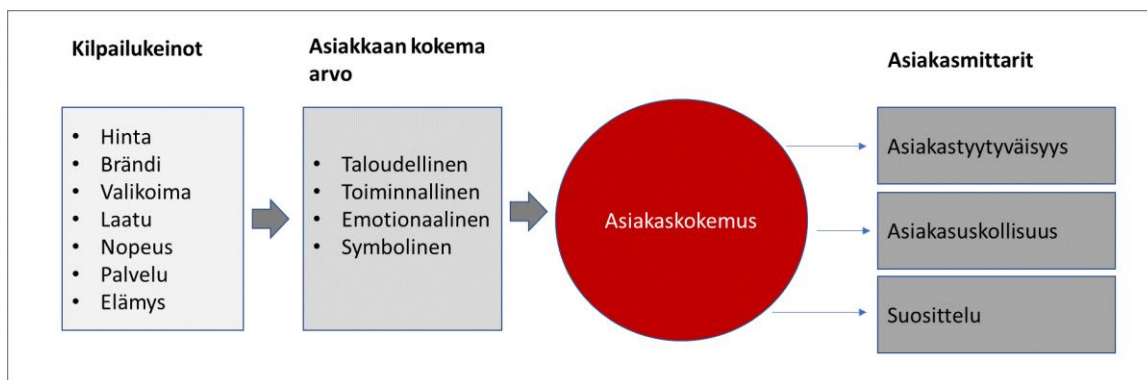 Kilpailukeinot
• Hinta
• Brändi
• Valikoima
• Laatu
• Nopeus
• Palvelu
• Elämys
Asiakkaan kokema
arvo
• Taloudellinen
• Toiminnallinen
• Emotionaalinen
• Symbolinen
Asiakaskokemus
Asiakasmittarit
Asiakastyytyväisyys
Asiakasuskollisuus
Suosittelu